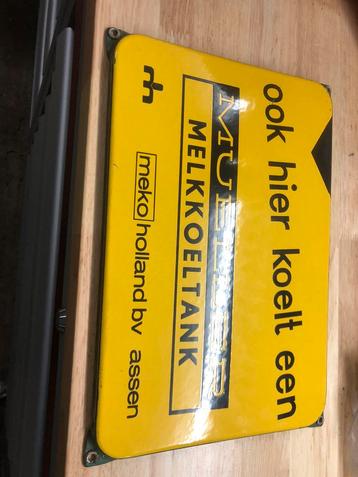 ook hier koelt een
MUELLER
MELKKOELTANK
meko holland bv assen